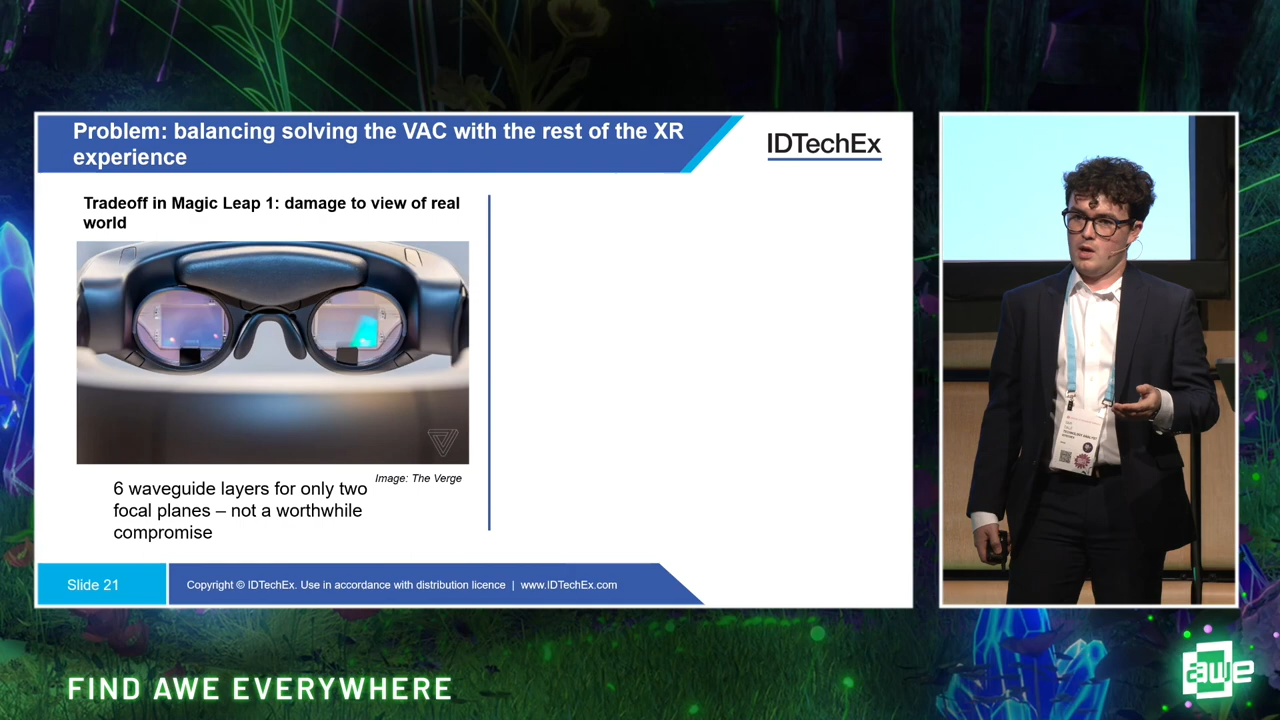 Problem: balancing solving the VAC with the rest of the XR
experience
IDTechEx
Tradeoff in Magic Leap 1: damage to view of real
world
Image: The Verge
6 waveguide layers for only two
focal planes – not a worthwhile
compromise
Slide 21
Copyright © IDTechEx. Use in accordance with distribution licence | www.IDTechEx.com
TECHNOLOGY ANALYST
FIND AWE EVERYWHERE
awe